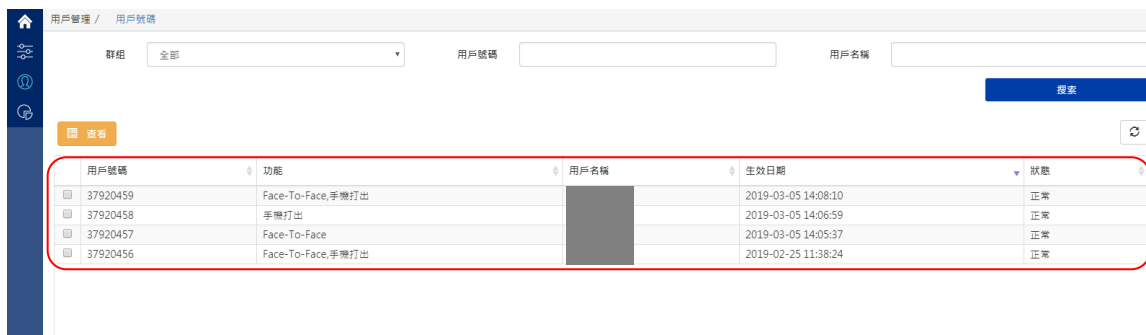 用戶管理 / 用戶號碼
群组 全部 用戶號碼 用戶名稱
搜索
查看
用戶號碼 功能 用戶名稱 生效日期 狀態
37920459 Face-To-Face,手機打出 2019-03-05 14:08:10 正常
37920458 手機打出 2019-03-05 14:06:59 正常
37920457 Face-To-Face 2019-03-05 14:05:37 正常
37920456 Face-To-Face,手機打出 2019-02-25 11:38:24 正常